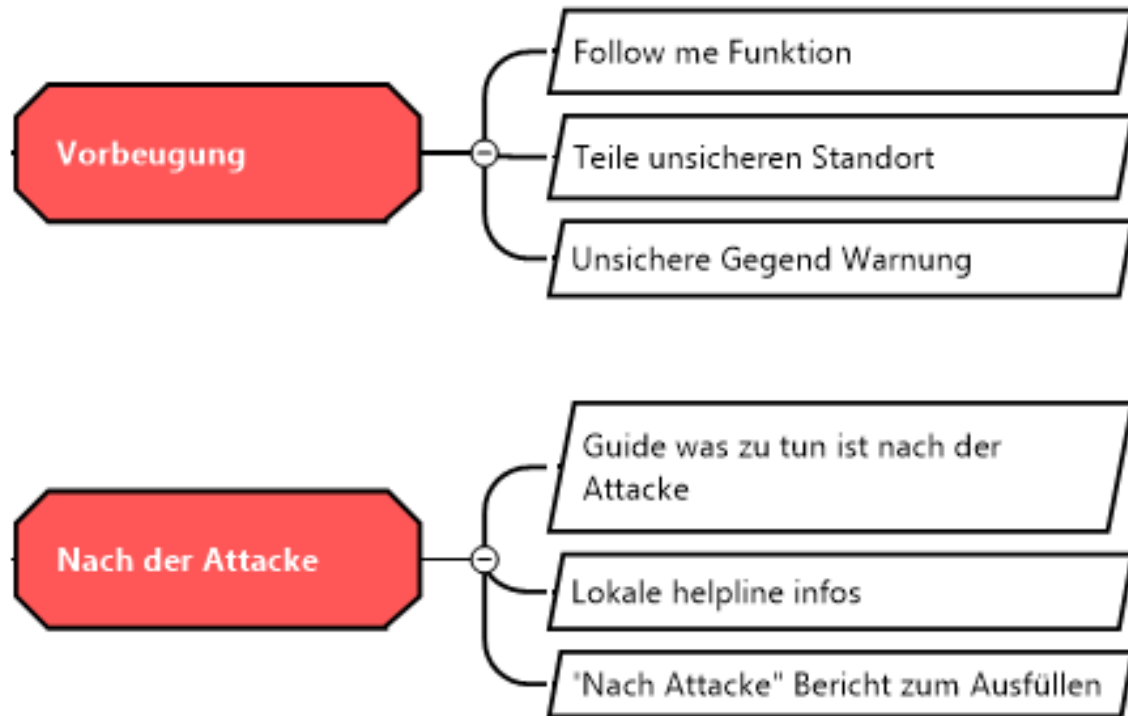 Vorbeugung
Follow me Funktion
Teile unsicheren Standort
Unsichere Gegend Warnung
Nach der Attacke
Guide was zu tun ist nach der
Attacke
Lokale helpline infos
"Nach Attacke" Bericht zum Ausfüllen